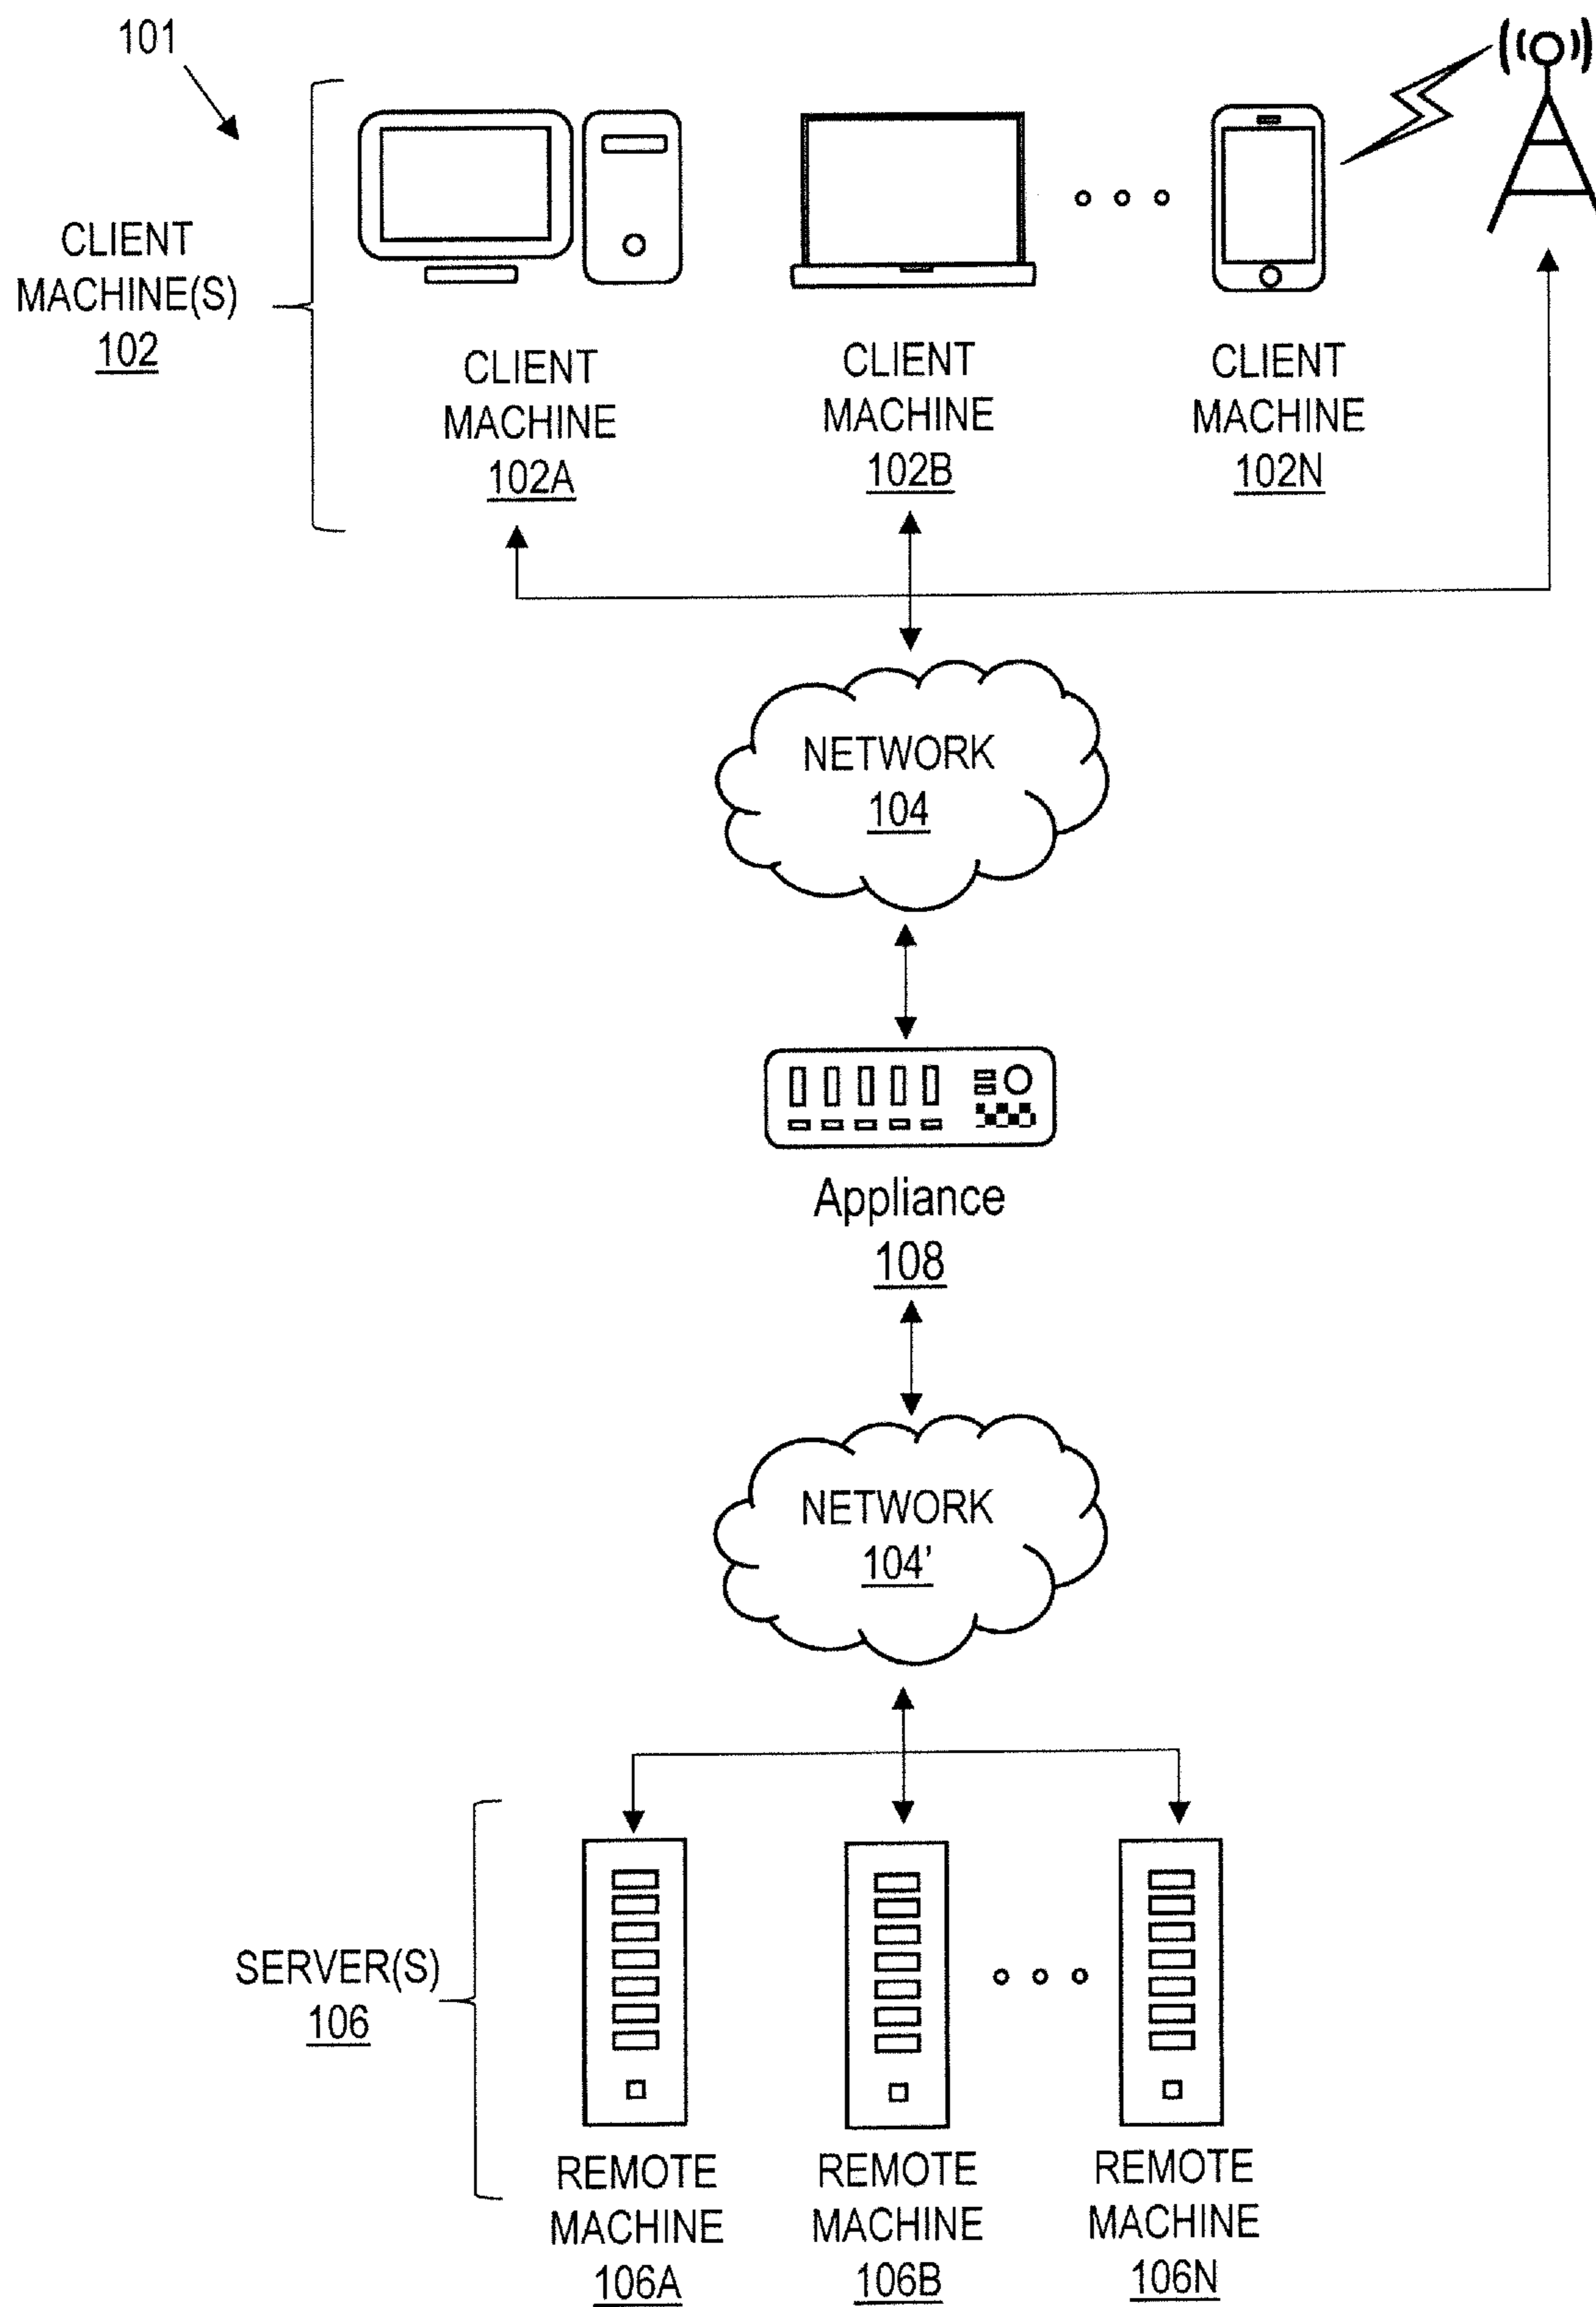 101
CLIENT
MACHINE(S)
102
CLIENT
MACHINE
102A
CLIENT
MACHINE
102B
CLIENT
MACHINE
102N
NETWORK
104
Appliance
108
NETWORK
104’
SERVER(S)
106
REMOTE
MACHINE
106A
REMOTE
MACHINE
106B
REMOTE
MACHINE
106N